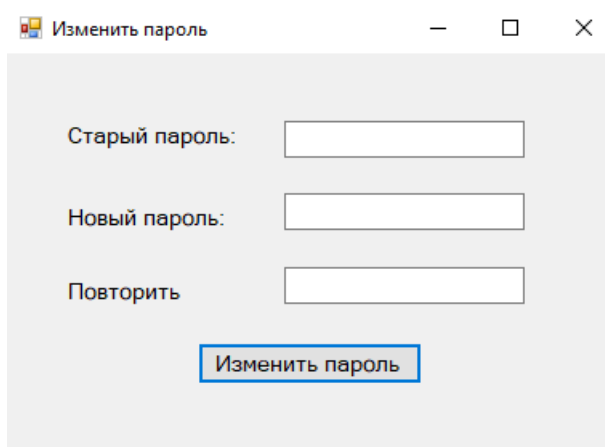 Изменить пароль
Старый пароль:
Новый пароль:
Повторить
Изменить пароль